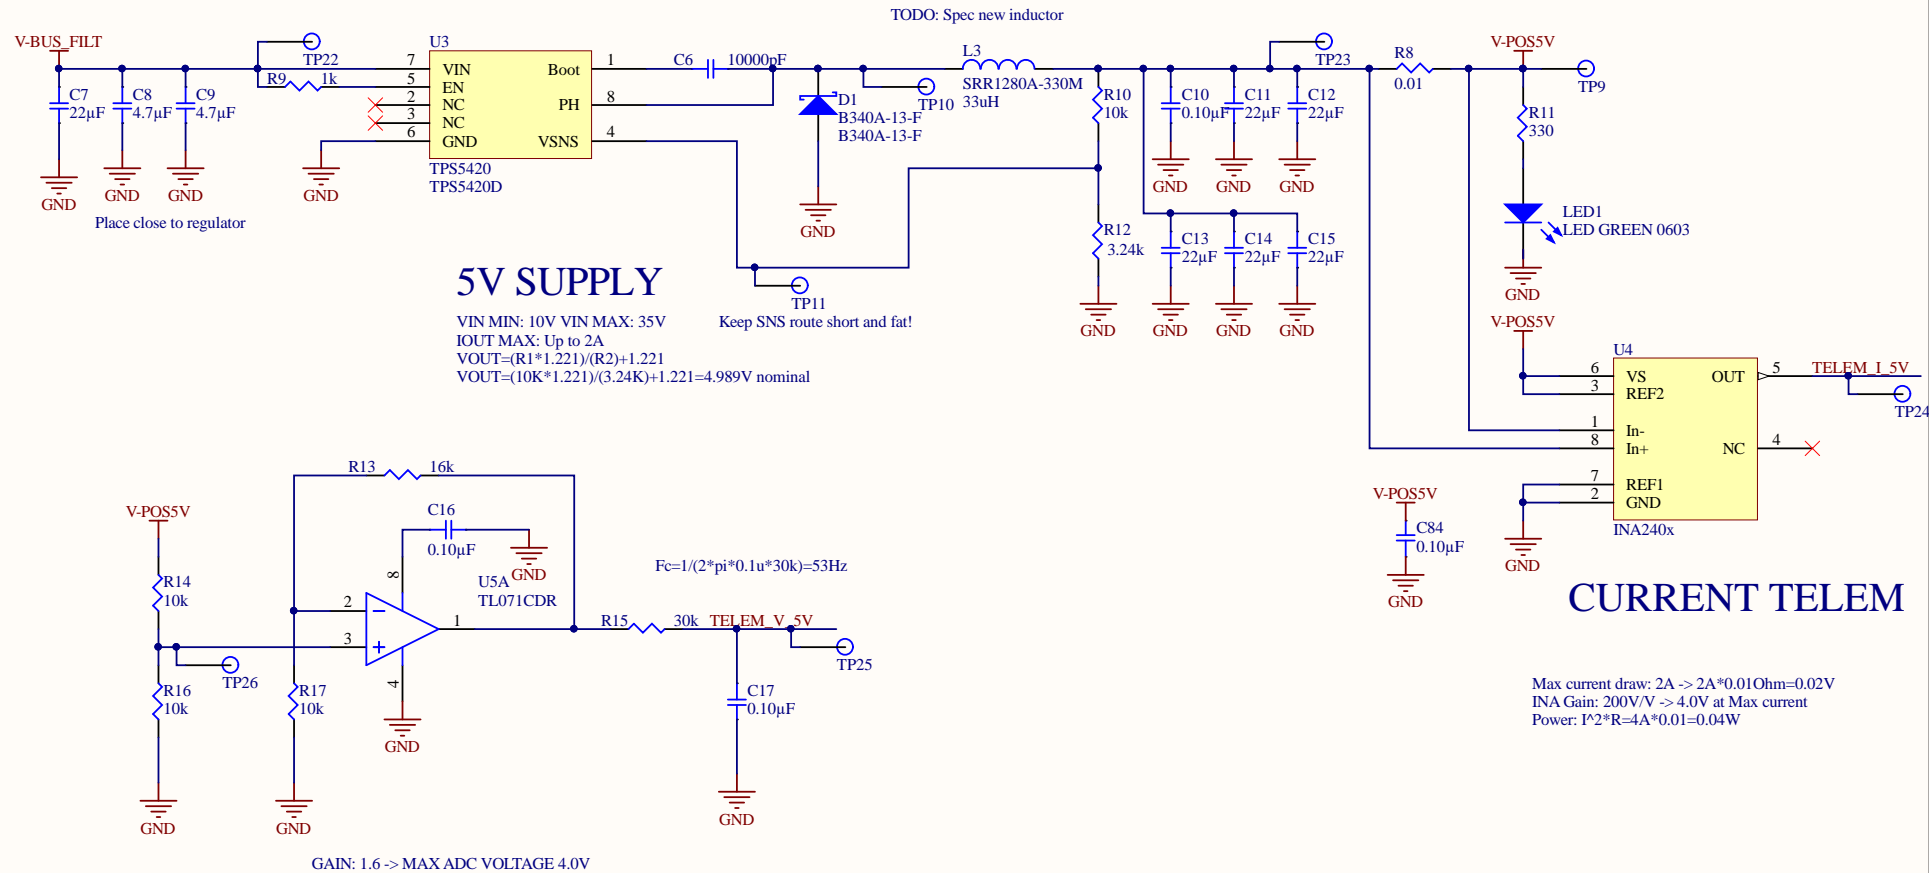 TODO: Spec new inductor
V-BUS_FILT
TP22
R9 1k
C7
22µF
C8
4.7µF
C9
4.7µF
GND
GND
GND
GND
Place close to regulator
U3
7 VIN
5 EN
2 NC
3 NC
6 GND
Boot 1
PH 8
VSNS 4
TPS5420
TPS5420D
C6 10000pF
D1
B340A-13-F
B340A-13-F
GND
TP10
L3
SRR1280A-330M
33uH
R10
10k
R12
3.24k
GND
C10
0.10µF
C11
22µF
C12
22µF
GND
GND
GND
C13
22µF
C14
22µF
C15
22µF
GND
GND
GND
TP23
R8
0.01
V-POS5V
TP9
R11
330
LED1
LED GREEN 0603
GND
TP11
Keep SNS route short and fat!
5V SUPPLY
VIN MIN: 10V VIN MAX: 35V
IOUT MAX: Up to 2A
VOUT=(R1*1.221)/(R2)+1.221
VOUT=(10K*1.221)/(3.24K)+1.221=4.989V nominal
V-POS5V
U4
6 VS
3 REF2
1 In-
8 In+
7 REF1
2 GND
OUT 5
NC 4
INA240x
TELEM_I_5V
TP24
GND
V-POS5V
C84
0.10µF
GND
CURRENT TELEM
Max current draw: 2A -> 2A*0.01Ohm=0.02V
INA Gain: 200V/V -> 4.0V at Max current
Power: I^2*R=4A*0.01=0.04W
R13 16k
V-POS5V
R14
10k
R16
10k
GND
TP26
R17
10k
GND
C16
0.10µF
GND
U5A
TL071CDR
8
2
3
1
4
GND
Fc=1/(2*pi*0.1u*30k)=53Hz
R15 30k
TELEM_V_5V
TP25
C17
0.10µF
GND
GAIN: 1.6 -> MAX ADC VOLTAGE 4.0V